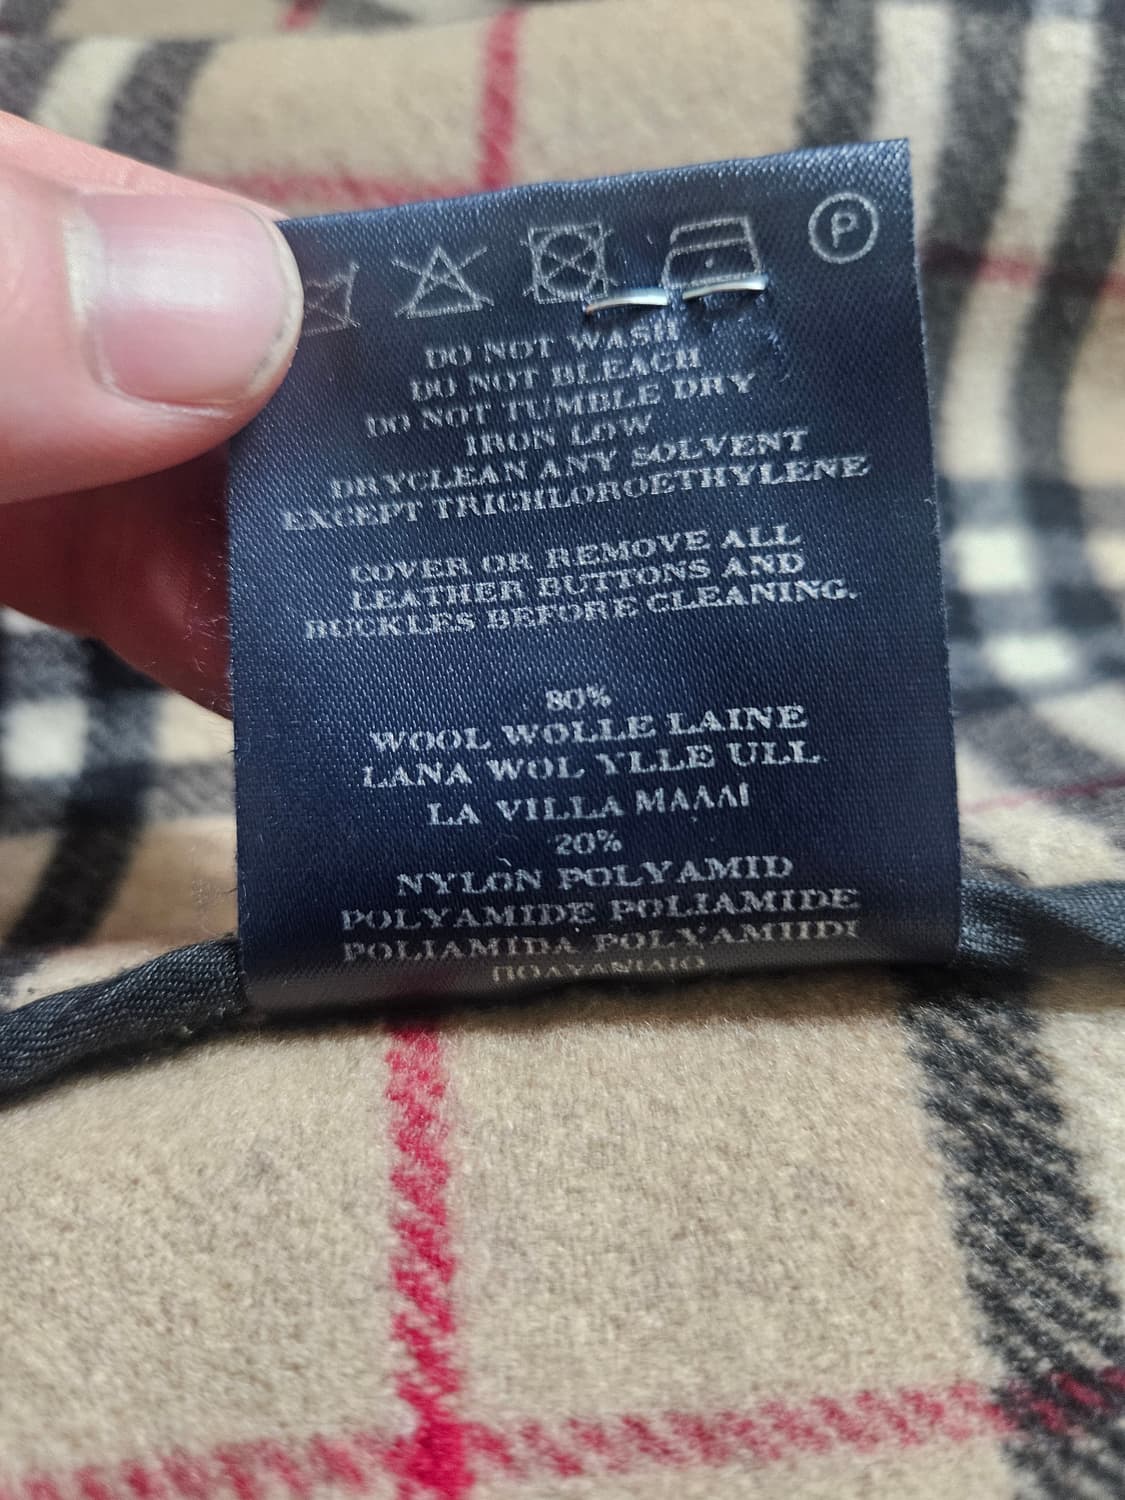 P
DO NOT WASH
DO NOT BLEACH
DO NOT TUMBLE DRY
IRON LOW
DRYCLEAN ANY SOLVENT
EXCEPT TRICHLOROETHYLENE
COVER OR REMOVE ALL
LEATHER BUTTONS AND
BUCKLES BEFORE CLEANING.
80%
WOOL WOLLE LAINE
LANA WOL YLLE ULL
LA VILLA ΜΑΛΛΙ
20%
NYLON POLYAMID
POLYAMIDE POLIAMIDE
POLIAMIDA POLYAMIIDI